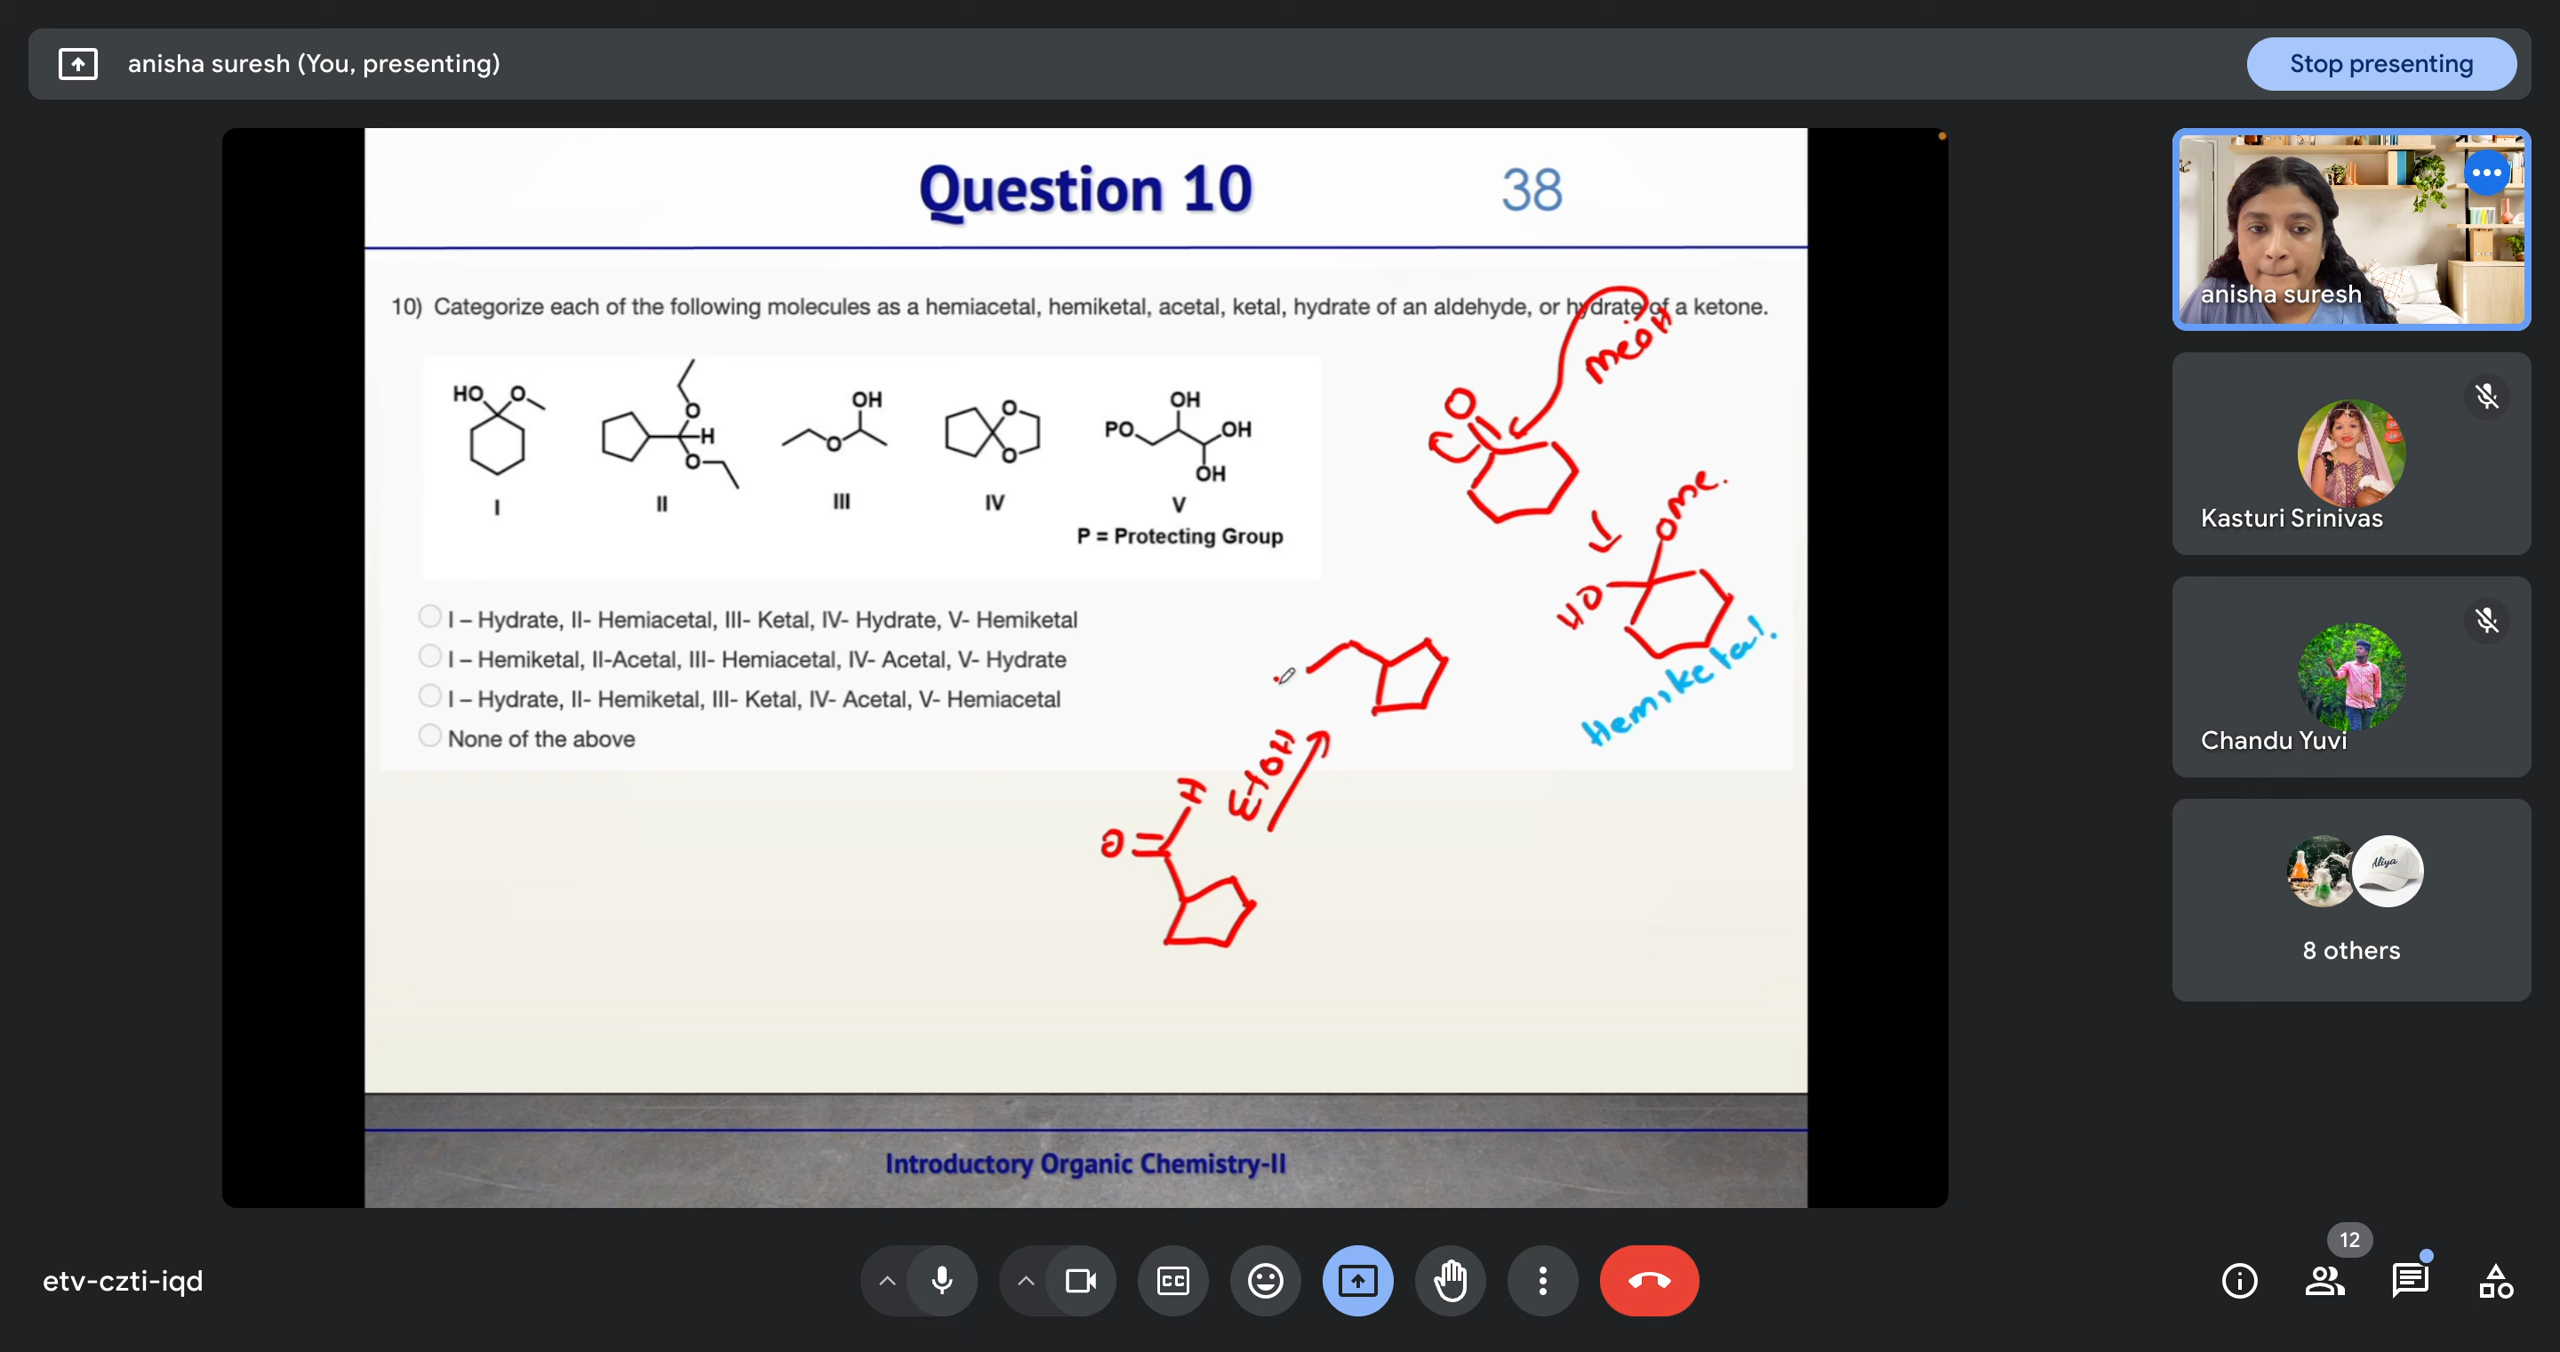 anisha suresh (You, presenting)
Stop presenting
Question 10
38
10) Categorize each of the following molecules as a hemiacetal, hemiketal, acetal, ketal, hydrate of an aldehyde, or hydrate of a ketone.
HO O
O H O
OH O
O O
PO OH OH OH
I II III IV V
P = Protecting Group
MeOH
O
OMe.
HO
Hemiketal.
I – Hydrate, II- Hemiacetal, III- Ketal, IV- Hydrate, V- Hemiketal
I – Hemiketal, II-Acetal, III- Hemiacetal, IV- Acetal, V- Hydrate
I – Hydrate, II- Hemiketal, III- Ketal, IV- Acetal, V- Hemiacetal
None of the above
EtOH
H
O
Introductory Organic Chemistry-II
anisha suresh
Kasturi Srinivas
Chandu Yuvi
Aliya
8 others
etv-czti-iqd
CC
12